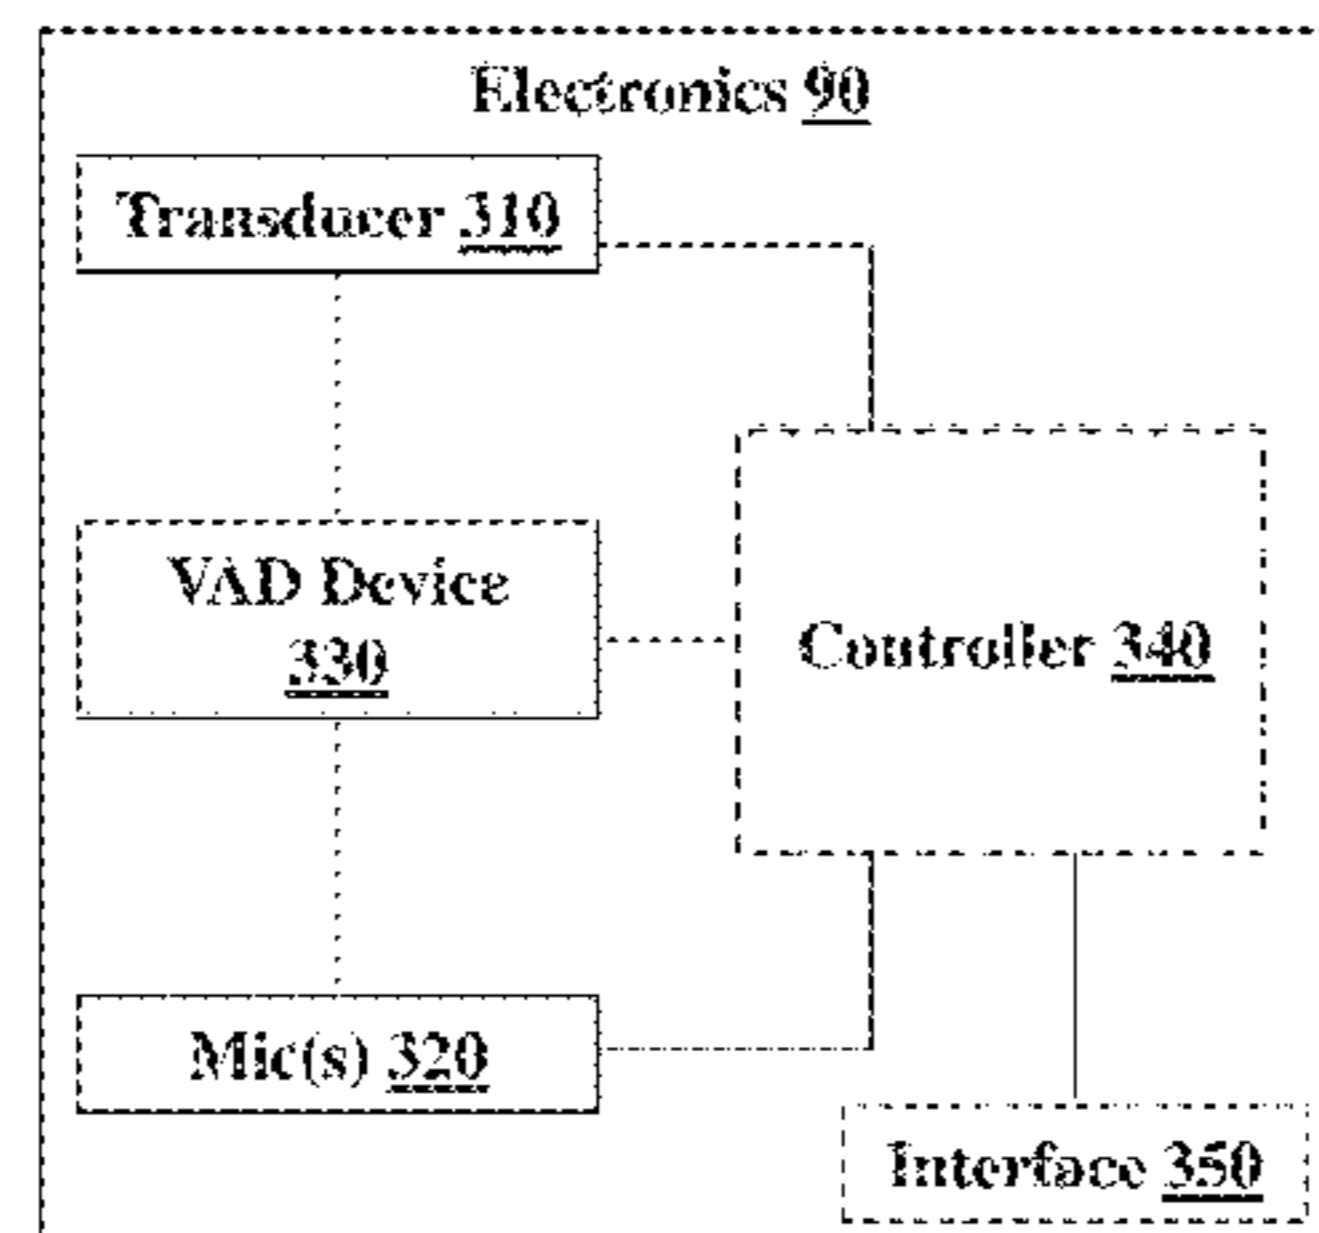 Electronics 90
Transducer 310
VAD Device
330
Controller 340
Mic(s) 320
Interface 350